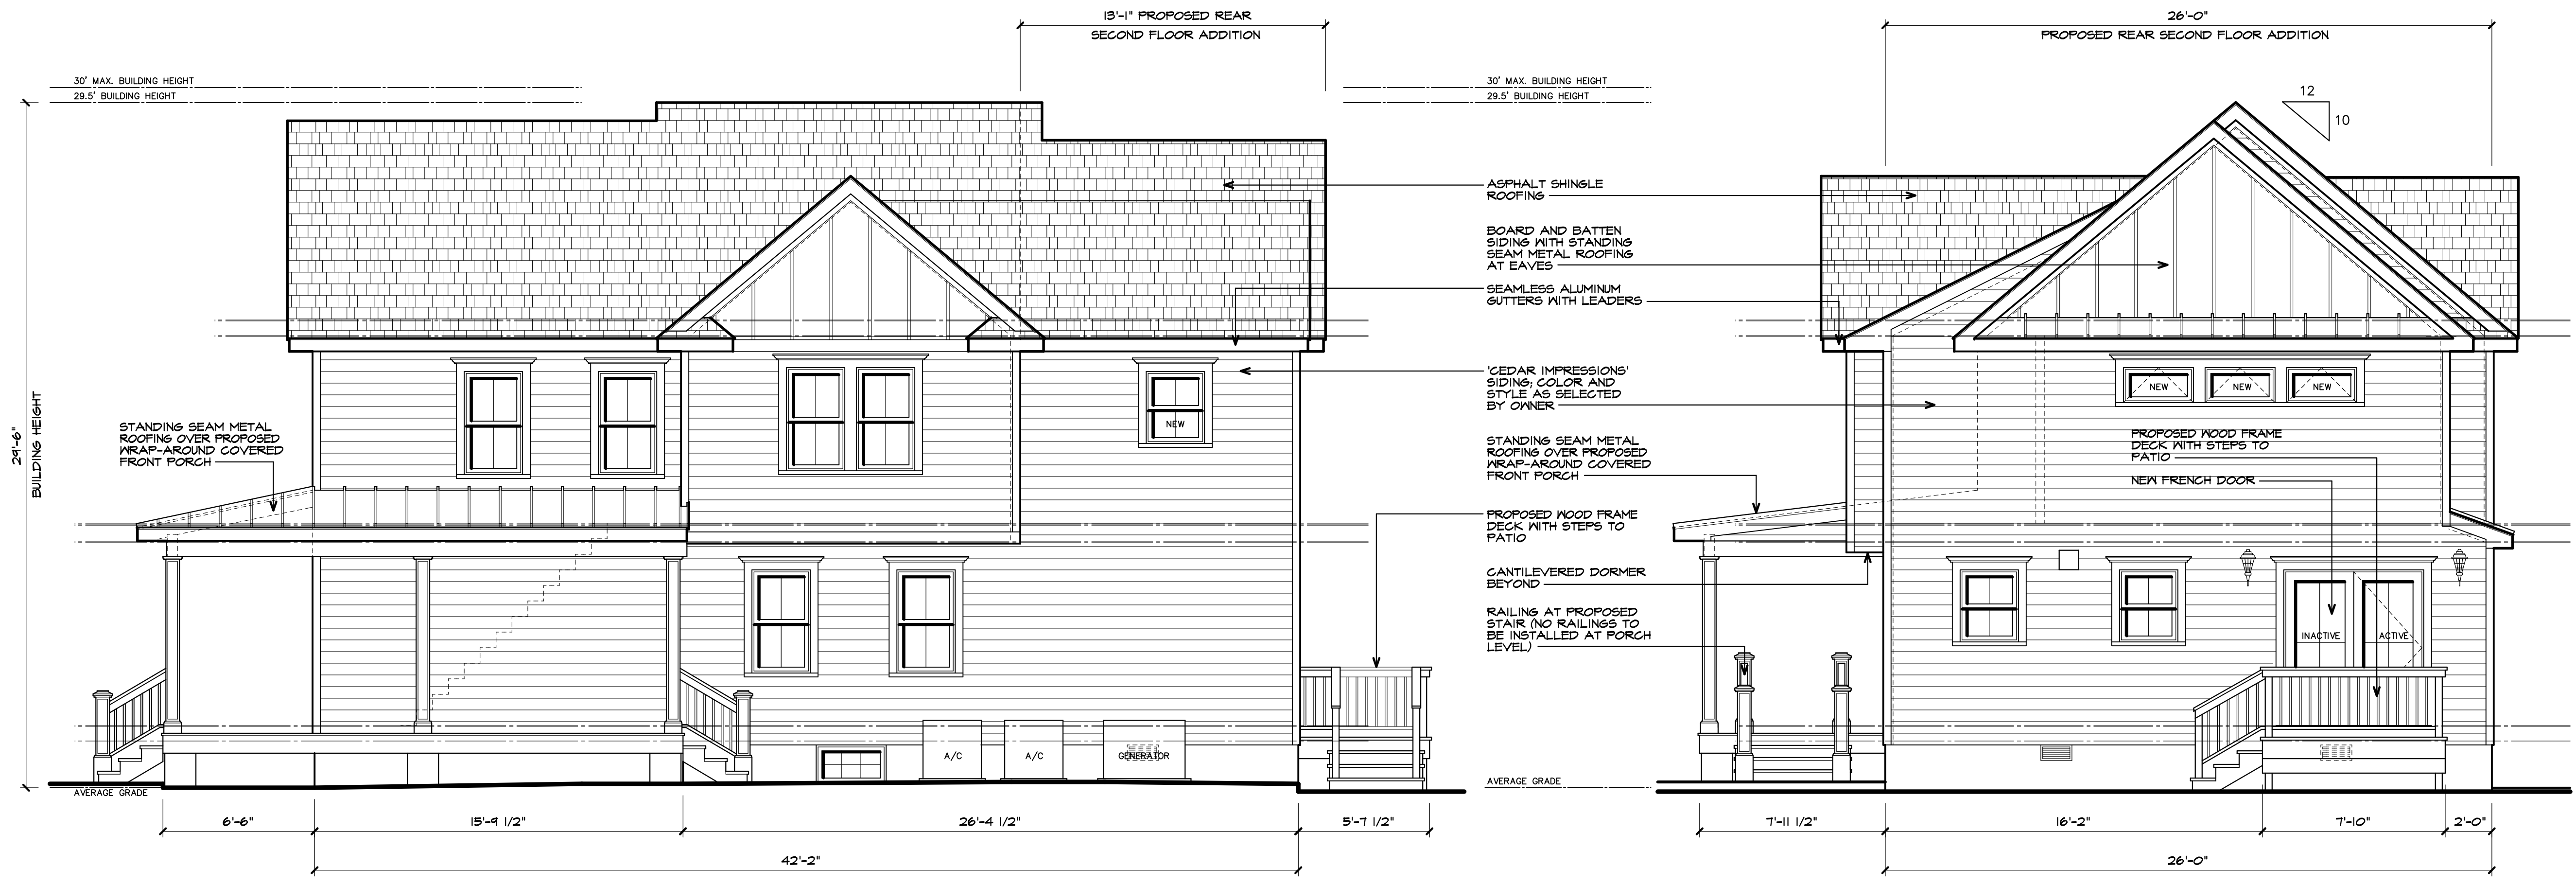 13'-1" PROPOSED REAR
SECOND FLOOR ADDITION
26'-0"
PROPOSED REAR SECOND FLOOR ADDITION
30' MAX. BUILDING HEIGHT
29.5' BUILDING HEIGHT
30' MAX. BUILDING HEIGHT
29.5' BUILDING HEIGHT
12
10
29'-6"
BUILDING HEIGHT
STANDING SEAM METAL
ROOFING OVER PROPOSED
WRAP-AROUND COVERED
FRONT PORCH
NEW
A/C
A/C
GENERATOR
AVERAGE GRADE
6'-6"
15'-9 1/2"
26'-4 1/2"
5'-7 1/2"
42'-2"
ASPHALT SHINGLE
ROOFING
BOARD AND BATTEN
SIDING WITH STANDING
SEAM METAL ROOFING
AT EAVES
SEAMLESS ALUMINUM
GUTTERS WITH LEADERS
'CEDAR IMPRESSIONS'
SIDING; COLOR AND
STYLE AS SELECTED
BY OWNER
STANDING SEAM METAL
ROOFING OVER PROPOSED
WRAP-AROUND COVERED
FRONT PORCH
PROPOSED WOOD FRAME
DECK WITH STEPS TO
PATIO
CANTILEVERED DORMER
BEYOND
RAILING AT PROPOSED
STAIR (NO RAILINGS TO
BE INSTALLED AT PORCH
LEVEL)
AVERAGE GRADE
NEW
NEW
NEW
PROPOSED WOOD FRAME
DECK WITH STEPS TO
PATIO
NEW FRENCH DOOR
INACTIVE
ACTIVE
7'-11 1/2"
16'-2"
7'-10"
2'-0"
26'-0"